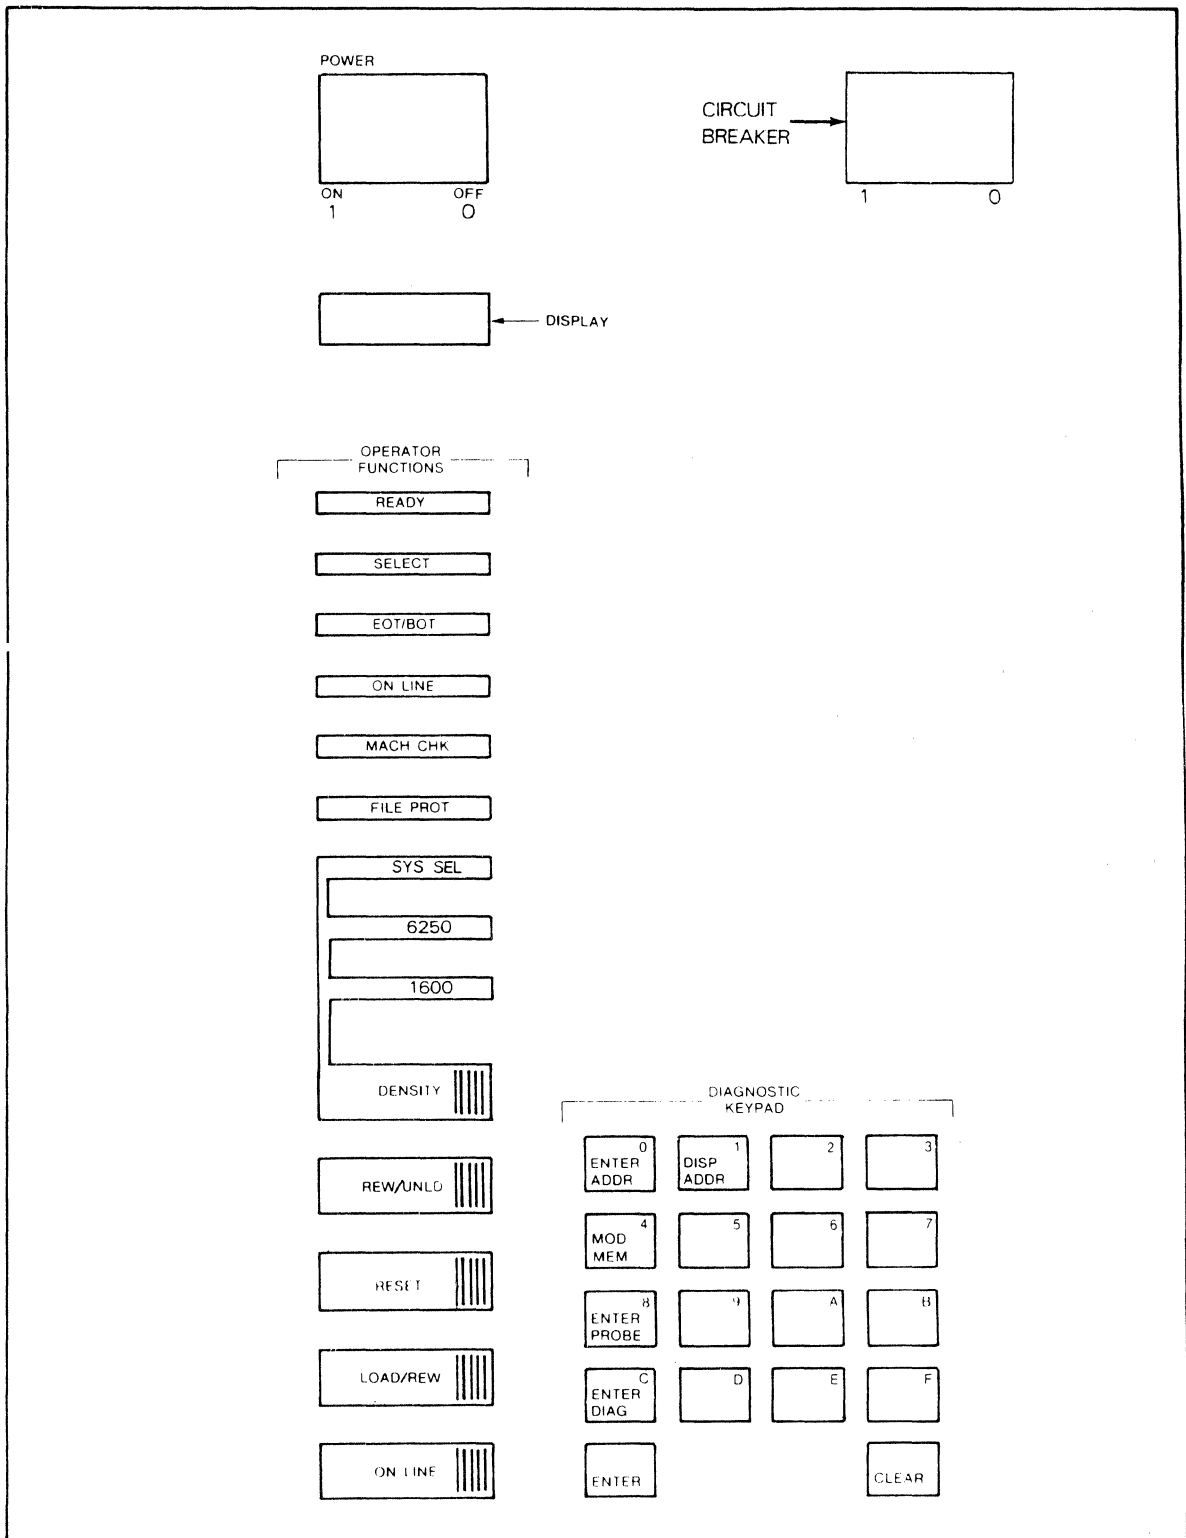 POWER
ON OFF
1 0
CIRCUIT
BREAKER
1 0
DISPLAY
OPERATOR
FUNCTIONS
READY
SELECT
EOT/BOT
ON LINE
MACH CHK
FILE PROT
SYS SEL
6250
1600
DENSITY
REW/UNLD
RESET
LOAD/REW
ON LINE
DIAGNOSTIC
KEYPAD
0
ENTER
ADDR
1
DISP
ADDR
2
3
4
MOD
MEM
5
6
7
8
ENTER
PROBE
9
A
B
C
ENTER
DIAG
D
E
F
ENTER
CLEAR